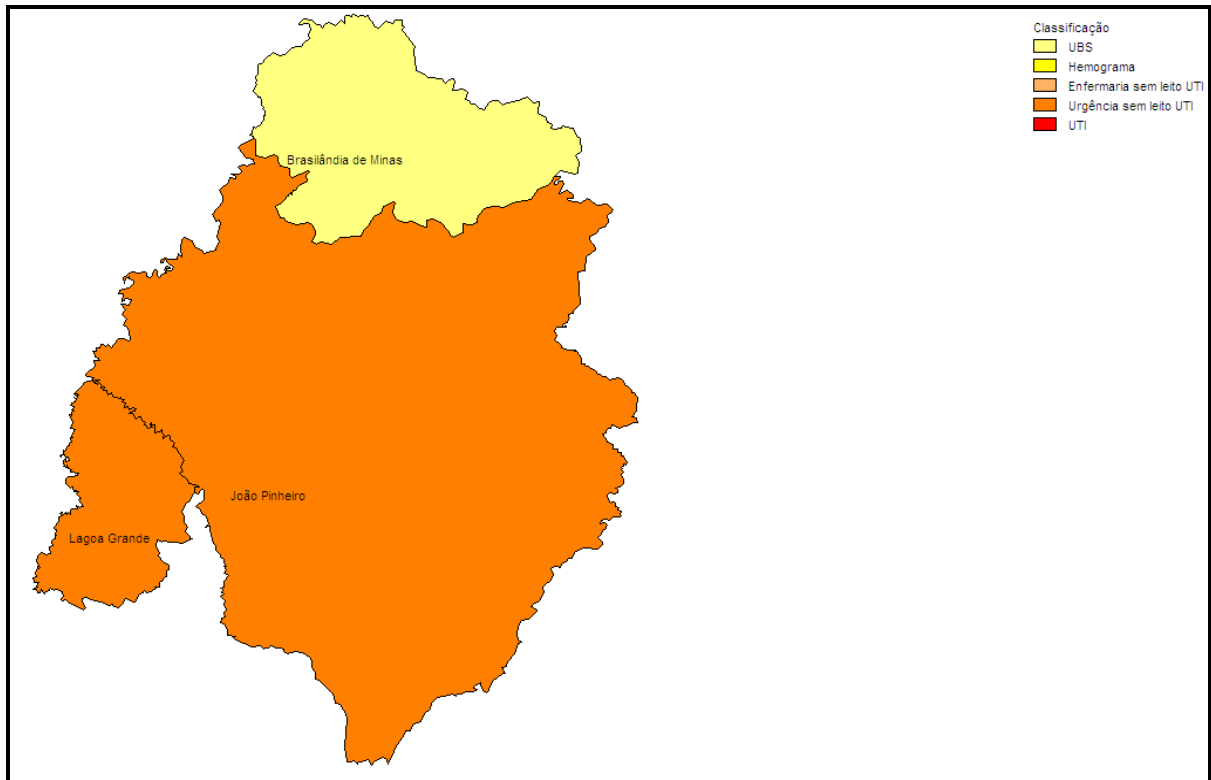 Classificação
UBS
Hemograma
Enfermaria sem leito UTI
Urgência sem leito UTI
UTI
Brasilândia de Minas
João Pinheiro
Lagoa Grande